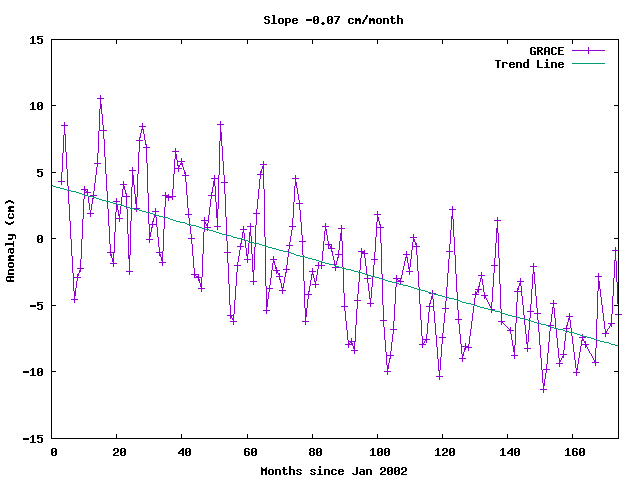 Slope -0.07 cm/month
GRACE
Trend Line
15
10
5
0
-5
-10
-15
Anomaly (cm)
0 20 40 60 80 100 120 140 160
Months since Jan 2002